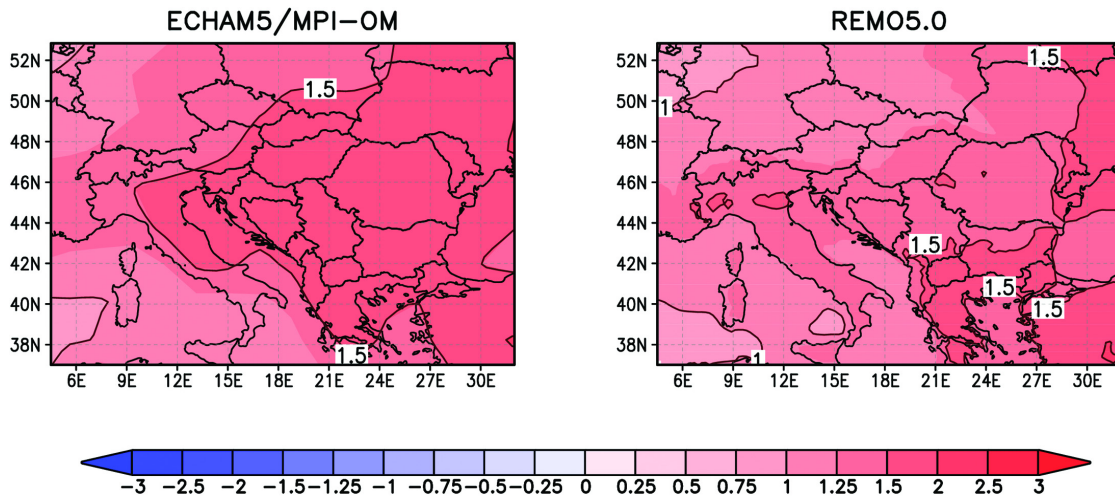 ECHAM5/MPI-OM REMO5.0
52N 52N
1.5
1.5
50N 50N
1
48N 48N
46N 46N
44N 44N
1.5
42N 42N
1.5
40N 40N
1.5
38N 38N
1.5
1
6E 9E 12E 15E 18E 21E 24E 27E 30E 6E 9E 12E 15E 18E 21E 24E 27E 30E
-3 -2.5 -2 -1.5 -1.25 -1 -0.75 -0.5 -0.25 0 0.25 0.5 0.75 1 1.25 1.5 2 2.5 3